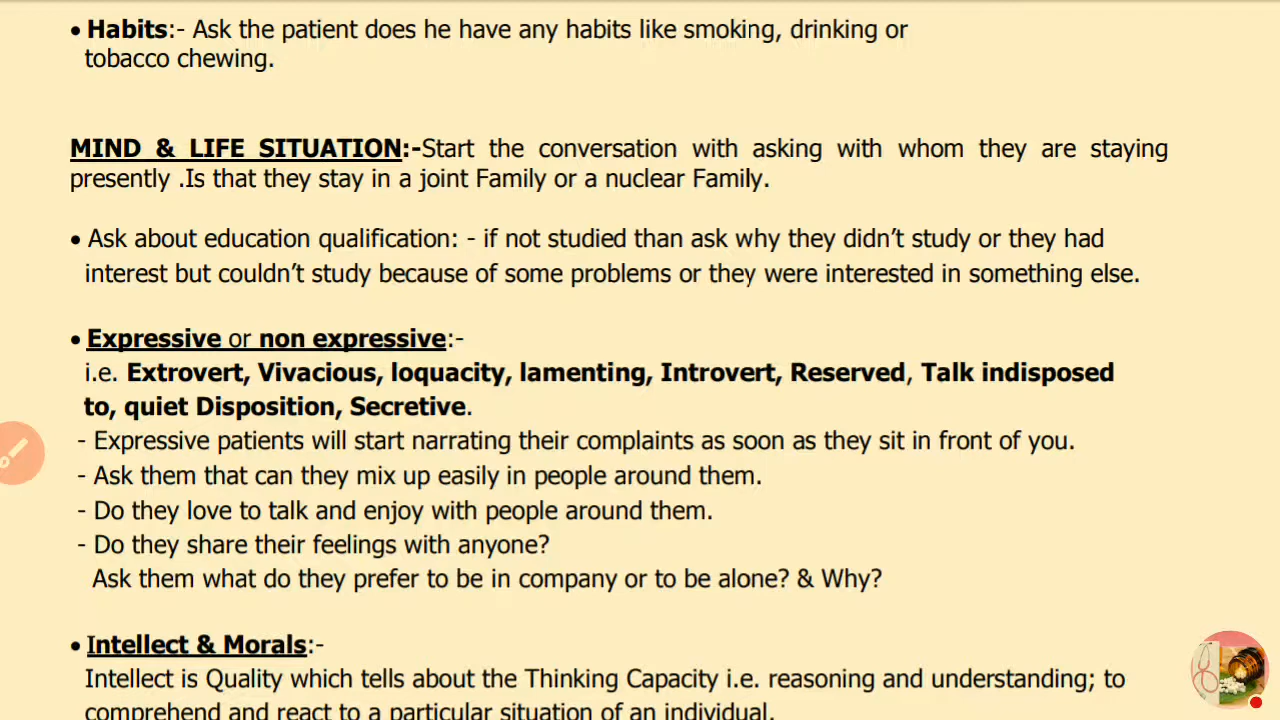 • Habits:- Ask the patient does he have any habits like smoking, drinking or
tobacco chewing.
MIND & LIFE SITUATION:-Start the conversation with asking with whom they are staying
presently .Is that they stay in a joint Family or a nuclear Family.
• Ask about education qualification: - if not studied than ask why they didn’t study or they had
interest but couldn’t study because of some problems or they were interested in something else.
• Expressive or non expressive:-
i.e. Extrovert, Vivacious, loquacity, lamenting, Introvert, Reserved, Talk indisposed
to, quiet Disposition, Secretive.
- Expressive patients will start narrating their complaints as soon as they sit in front of you.
- Ask them that can they mix up easily in people around them.
- Do they love to talk and enjoy with people around them.
- Do they share their feelings with anyone?
Ask them what do they prefer to be in company or to be alone? & Why?
• Intellect & Morals:-
Intellect is Quality which tells about the Thinking Capacity i.e. reasoning and understanding; to
comprehend and react to a particular situation of an individual.